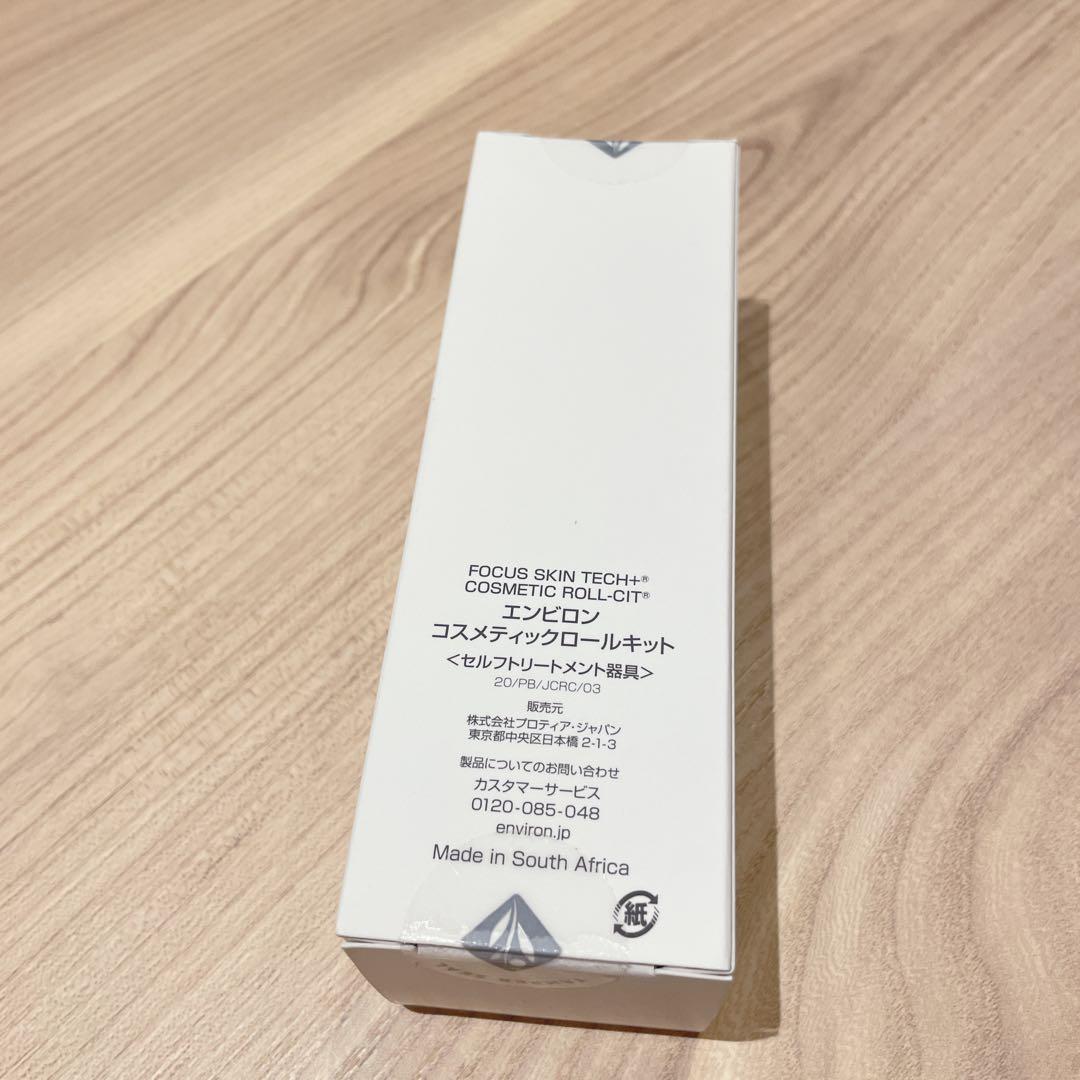 FOCUS SKIN TECH+®
COSMETIC ROLL-CIT®
エンビロン
コスメティックロールキット
＜セルフトリートメント器具＞
20/PB/JCRC/03
販売元
株式会社プロティア・ジャパン
東京都中央区日本橋 2-1-3
製品についてのお問い合わせ
カスタマーサービス
0120-085-048
environ.jp
Made in South Africa
紙